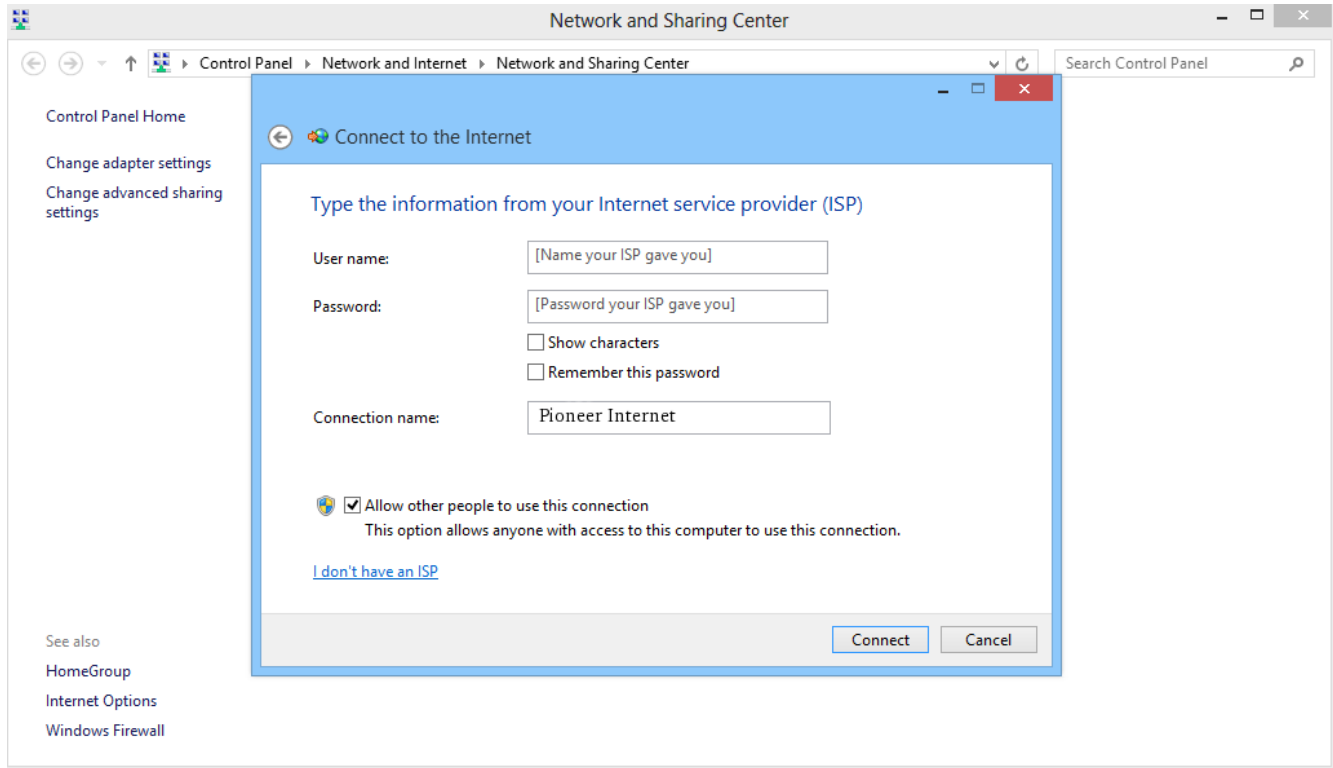 Network and Sharing Center
Control Panel Network and Internet Network and Sharing Center
Search Control Panel
Control Panel Home
Change adapter settings
Change advanced sharing
settings
Connect to the Internet
Type the information from your Internet service provider (ISP)
User name:
[Name your ISP gave you]
Password:
[Password your ISP gave you]
Show characters
Remember this password
Connection name:
Pioneer Internet
Allow other people to use this connection
This option allows anyone with access to this computer to use this connection.
I don't have an ISP
Connect
Cancel
See also
HomeGroup
Internet Options
Windows Firewall